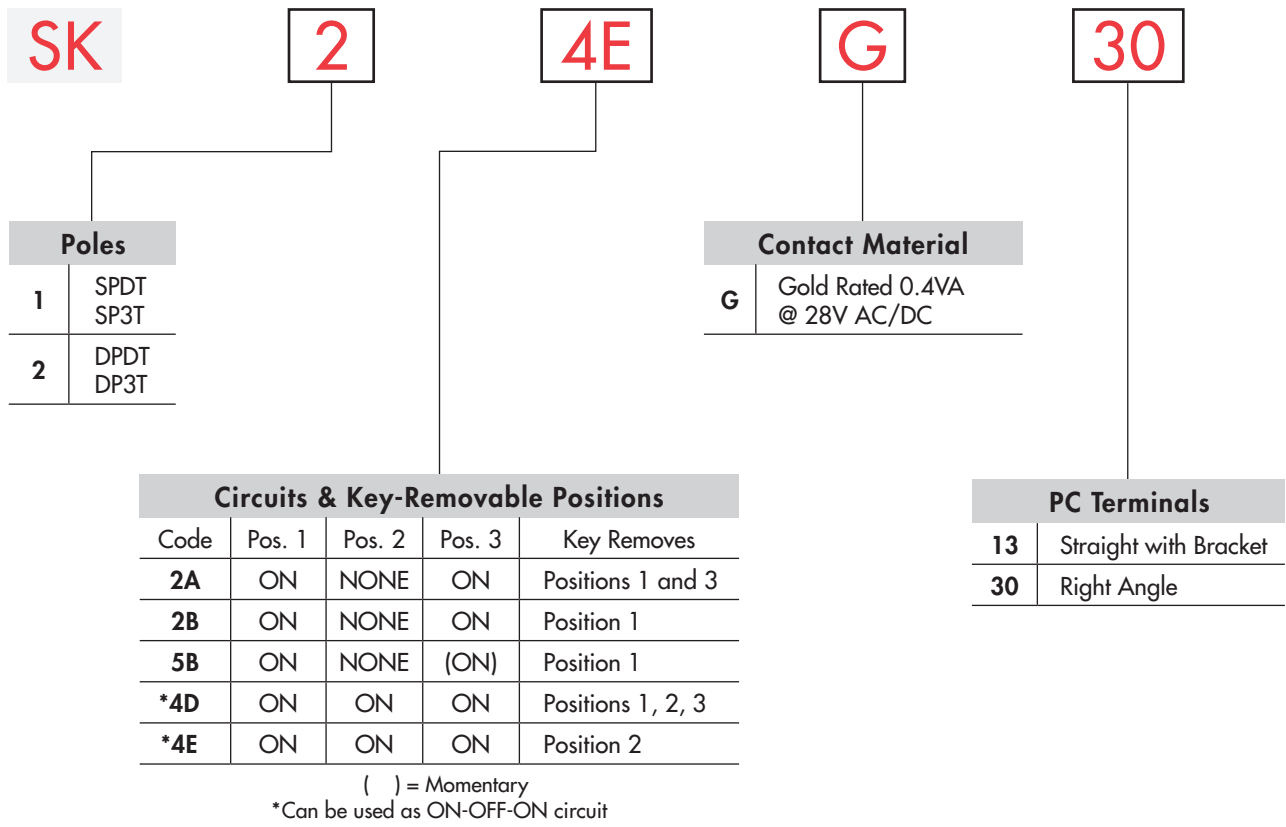 SK 2 4E G 30
Poles
1 SPDT
SP3T
2 DPDT
DP3T
Contact Material
G Gold Rated 0.4VA
@ 28V AC/DC
Circuits & Key-Removable Positions
Code Pos. 1 Pos. 2 Pos. 3 Key Removes
2A ON NONE ON Positions 1 and 3
2B ON NONE ON Position 1
5B ON NONE (ON) Position 1
*4D ON ON ON Positions 1, 2, 3
*4E ON ON ON Position 2
( ) = Momentary
*Can be used as ON-OFF-ON circuit
PC Terminals
13 Straight with Bracket
30 Right Angle